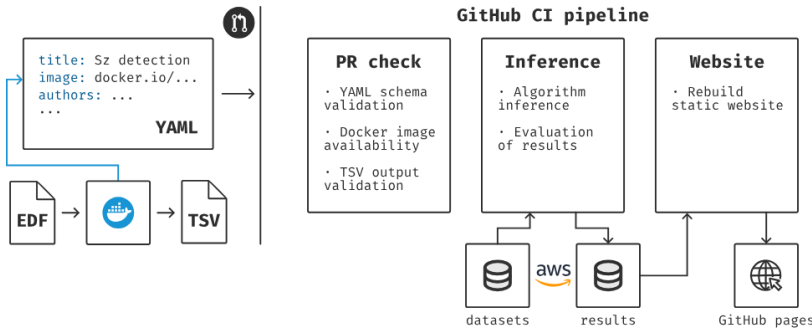 GitHub CI pipeline
title: Sz detection
image: docker.io/...
authors: ...
...
YAML
EDF
TSV
PR check
· YAML schema
validation
· Docker image
availability
· TSV output
validation
Inference
· Algorithm
inference
· Evaluation
of results
Website
· Rebuild
static website
aws
datasets
results
GitHub pages